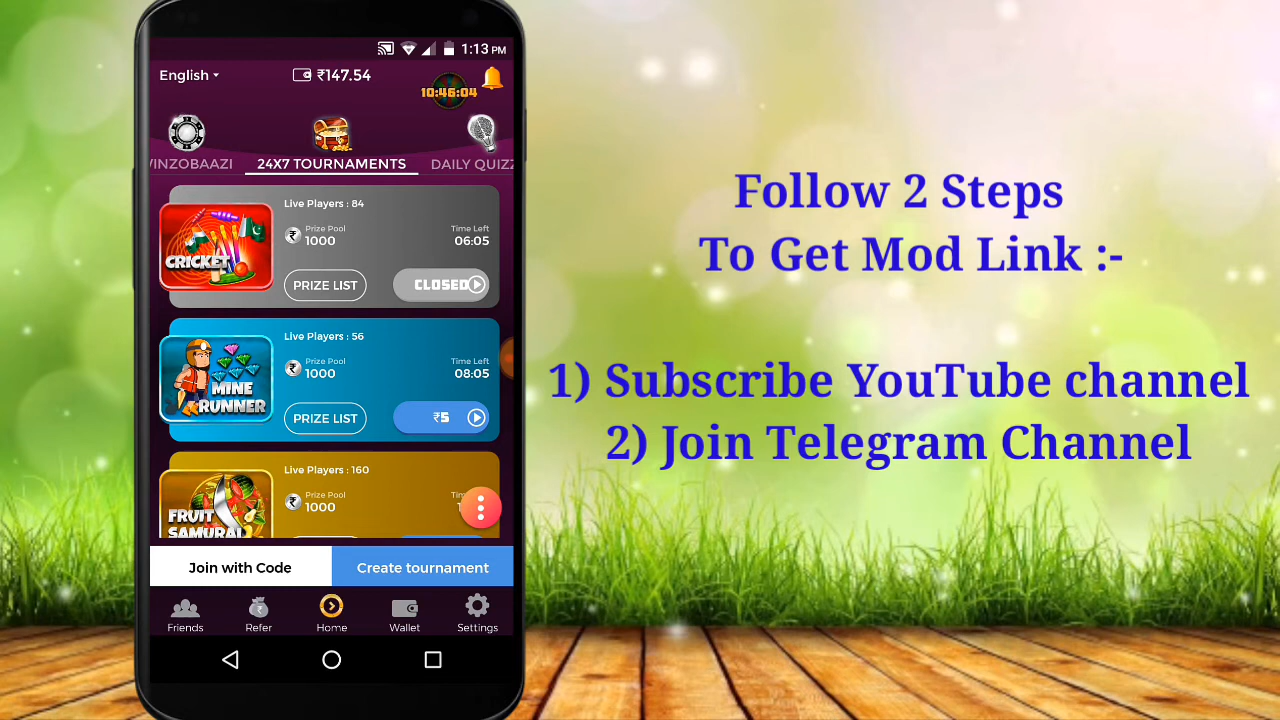 1:13 PM
English
₹147.54
10:46:04
VINZOBAAZI
24X7 TOURNAMENTS
DAILY QUIZZ
Live Players : 84
Prize Pool
1000
Time Left
06:05
CRICKET
PRIZE LIST
CLOSED
Live Players : 56
Prize Pool
1000
Time Left
08:05
MINE
RUNNER
PRIZE LIST
₹5
Live Players : 160
Prize Pool
1000
FRUIT
SAMURAI
Join with Code
Create tournament
Friends
Refer
Home
Wallet
Settings
Follow 2 Steps
To Get Mod Link :-
1) Subscribe YouTube channel
2) Join Telegram Channel